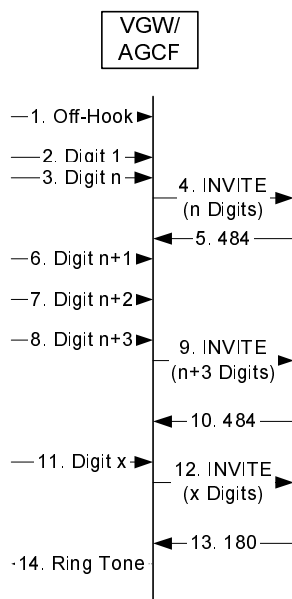 VGW/
AGCF
1. Off-Hook
2. Digit 1
3. Digit n
4. INVITE
(n Digits)
5. 484
6. Digit n+1
7. Digit n+2
8. Digit n+3
9. INVITE
(n+3 Digits)
10. 484
11. Digit x
12. INVITE
(x Digits)
13. 180
14. Ring Tone